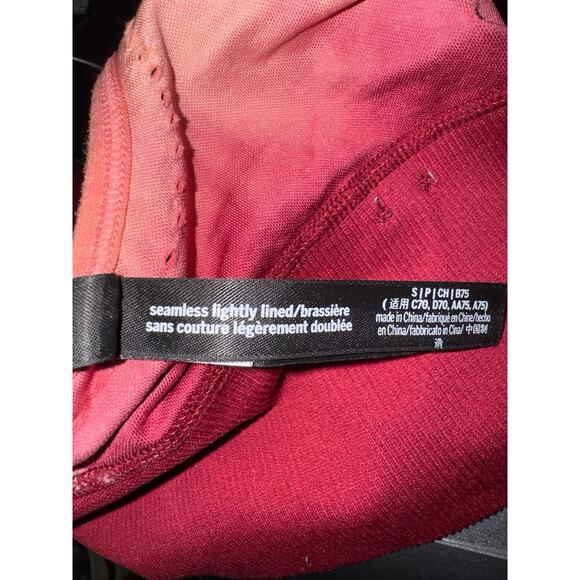 seamless lightly lined/brassière
sans couture légèrement doublée
S | P | CH | B75
( 适用 C70, D70, AA75, A75)
made in China/fabriqué en Chine/hecho
en China/fabbricato in Cina/ 中国制
造